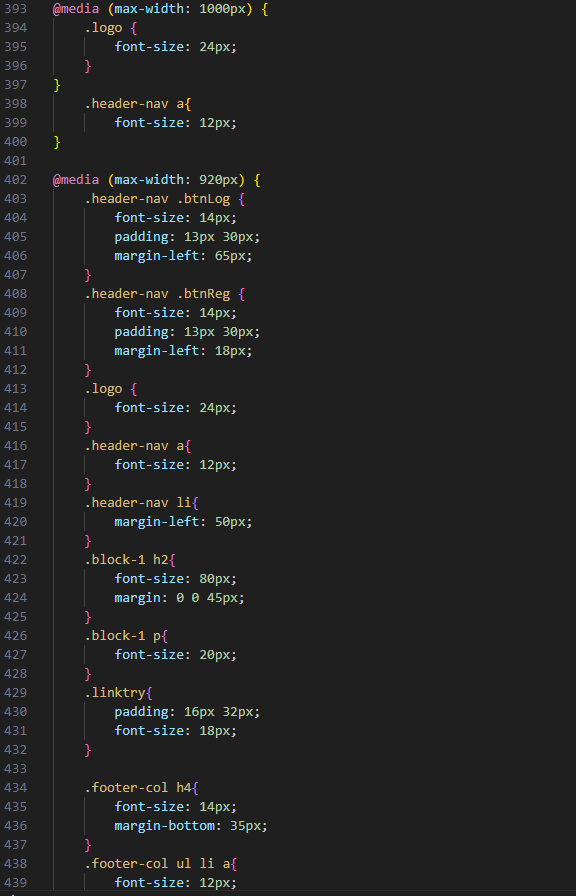 393 @media (max-width: 1000px) {
394     .logo {
395         font-size: 24px;
396     }
397 }
398     .header-nav a{
399         font-size: 12px;
400 }
401
402 @media (max-width: 920px) {
403     .header-nav .btnLog {
404         font-size: 14px;
405         padding: 13px 30px;
406         margin-left: 65px;
407     }
408     .header-nav .btnReg {
409         font-size: 14px;
410         padding: 13px 30px;
411         margin-left: 18px;
412     }
413     .logo {
414         font-size: 24px;
415     }
416     .header-nav a{
417         font-size: 12px;
418     }
419     .header-nav li{
420         margin-left: 50px;
421     }
422     .block-1 h2{
423         font-size: 80px;
424         margin: 0 0 45px;
425     }
426     .block-1 p{
427         font-size: 20px;
428     }
429     .linktry{
430         padding: 16px 32px;
431         font-size: 18px;
432     }
433
434     .footer-col h4{
435         font-size: 14px;
436         margin-bottom: 35px;
437     }
438     .footer-col ul li a{
439         font-size: 12px;